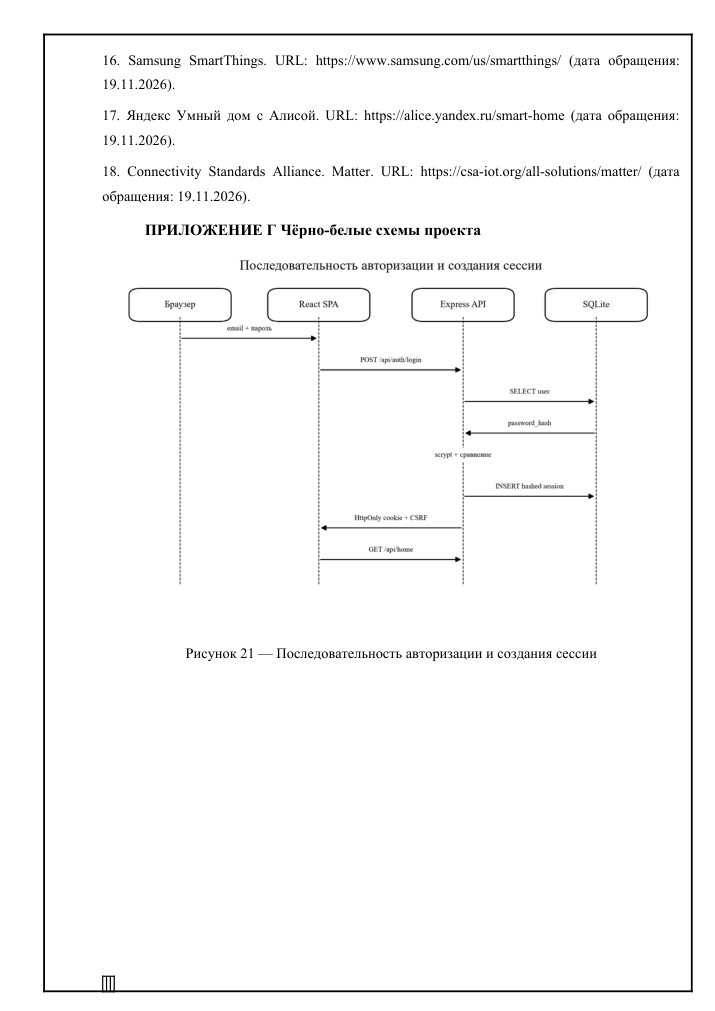 16. Samsung SmartThings. URL: https://www.samsung.com/us/smartthings/ (дата обращения:
19.11.2026).
17. Яндекс Умный дом с Алисой. URL: https://alice.yandex.ru/smart-home (дата обращения:
19.11.2026).
18. Connectivity Standards Alliance. Matter. URL: https://csa-iot.org/all-solutions/matter/ (дата
обращения: 19.11.2026).
ПРИЛОЖЕНИЕ Г Чёрно-белые схемы проекта
Последовательность авторизации и создания сессии
Браузер
React SPA
Express API
SQLite
email + пароль
POST /api/auth/login
SELECT user
password_hash
scrypt + сравнение
INSERT hashed session
HttpOnly cookie + CSRF
GET /api/home
Рисунок 21 — Последовательность авторизации и создания сессии